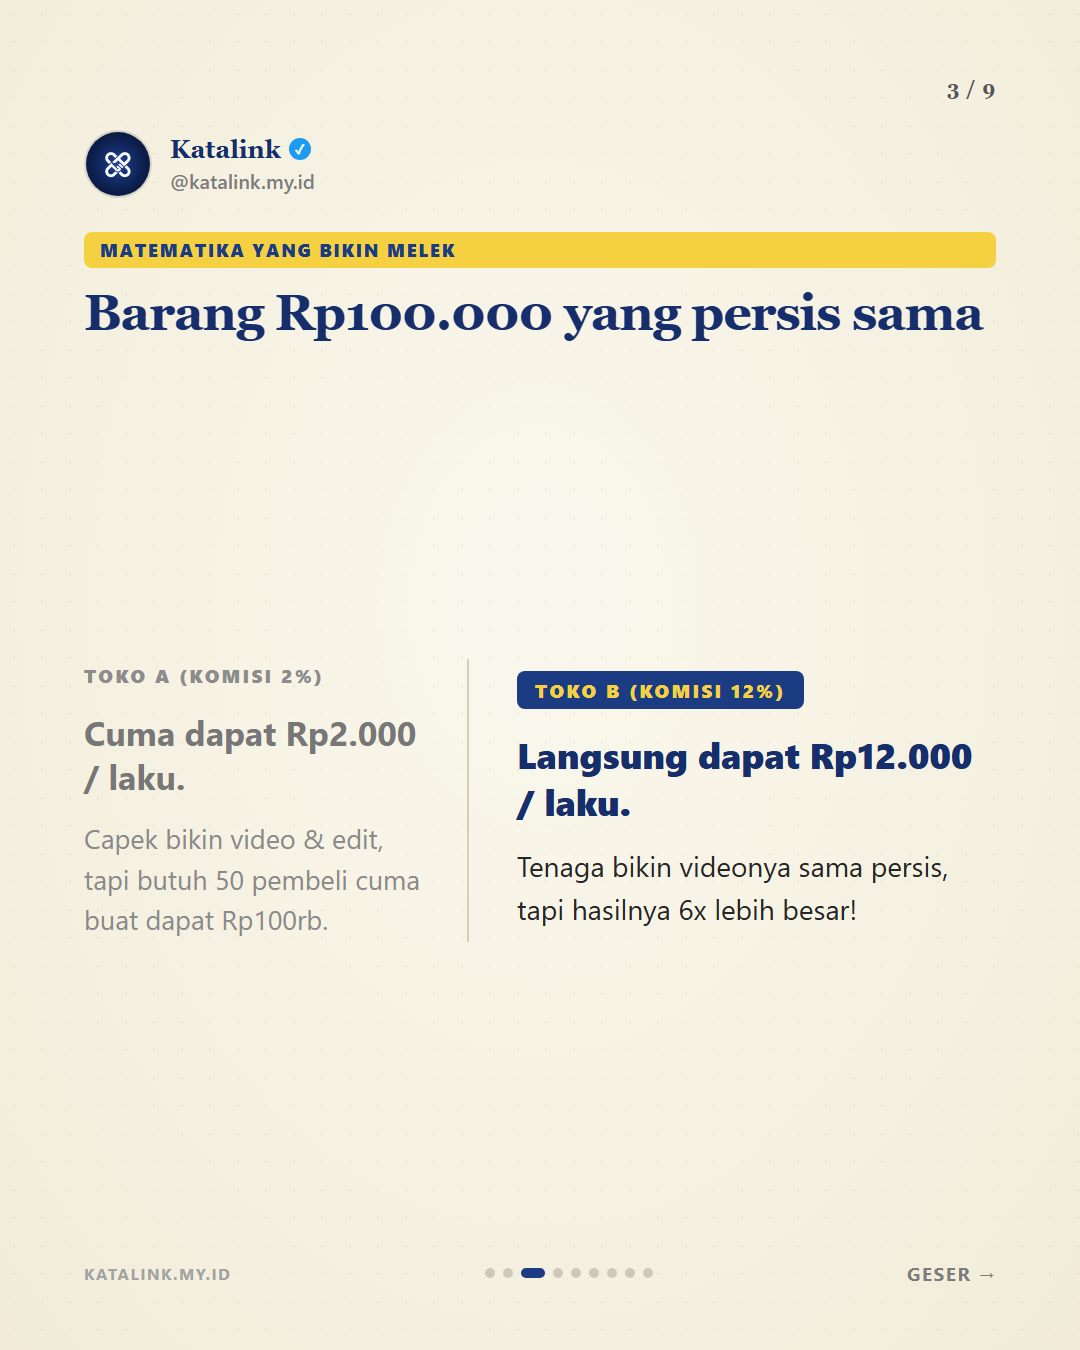 3 / 9
Katalink
@katalink.my.id
MATEMATIKA YANG BIKIN MELEK
Barang Rp100.000 yang persis sama
TOKO A (KOMISI 2%)
Cuma dapat Rp2.000
/ laku.
Capek bikin video & edit,
tapi butuh 50 pembeli cuma
buat dapat Rp100rb.
TOKO B (KOMISI 12%)
Langsung dapat Rp12.000
/ laku.
Tenaga bikin videonya sama persis,
tapi hasilnya 6x lebih besar!
KATALINK.MY.ID
GESER →